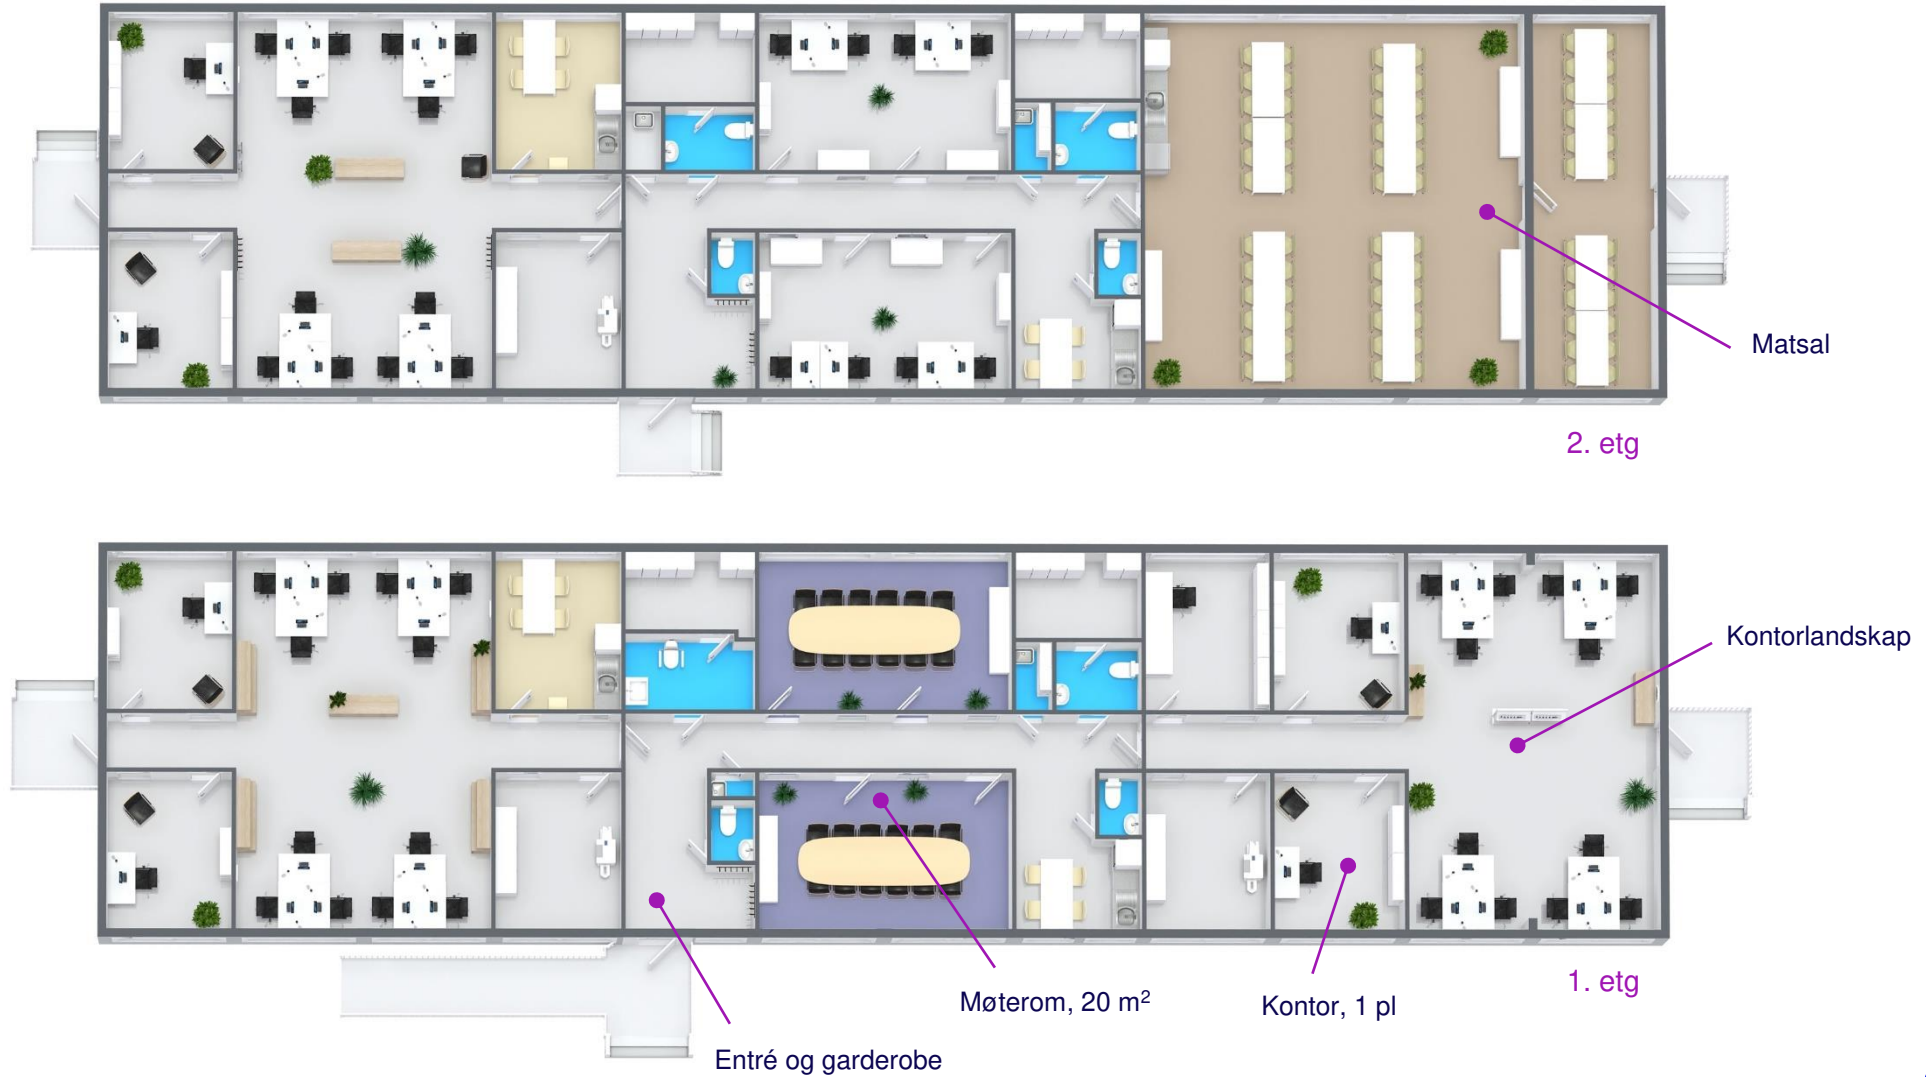 Matsal
2. etg
Kontorlandskap
1. etg
Møterom, 20 m²
Kontor, 1 pl
Entré og garderobe